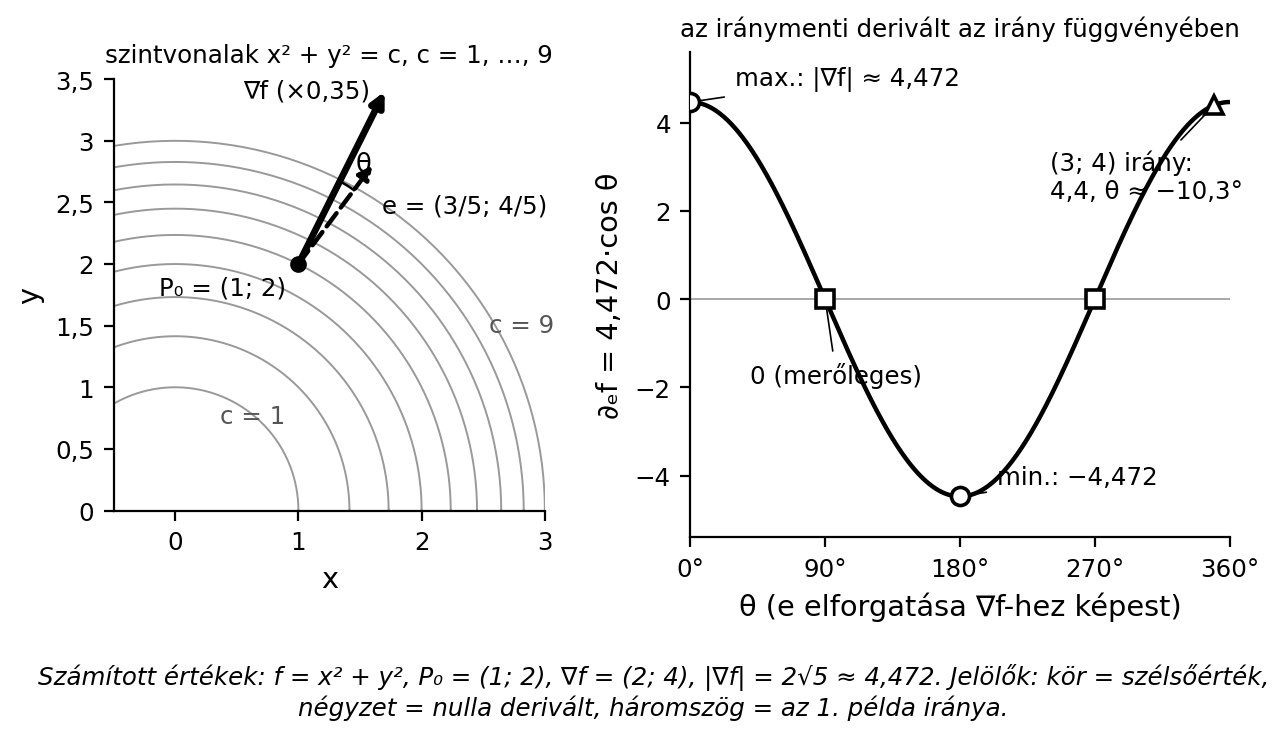 szintvonalak x² + y² = c, c = 1, …, 9
3,5
3
2,5
2
1,5
1
0,5
0
y
∇f (×0,35)
θ
e = (3/5; 4/5)
P₀ = (1; 2)
c = 9
c = 1
0
1
2
3
x
az iránymenti derivált az irány függvényében
4
2
0
−2
−4
∂ₑf = 4,472·cos θ
max.: |∇f| ≈ 4,472
(3; 4) irány:
4,4, θ ≈ −10,3°
0 (merőleges)
min.: −4,472
0°
90°
180°
270°
360°
θ (e elforgatása ∇f-hez képest)
Számított értékek: f = x² + y², P₀ = (1; 2), ∇f = (2; 4), |∇f| = 2√5 ≈ 4,472. Jelölők: kör = szélsőérték,
négyzet = nulla derivált, háromszög = az 1. példa iránya.